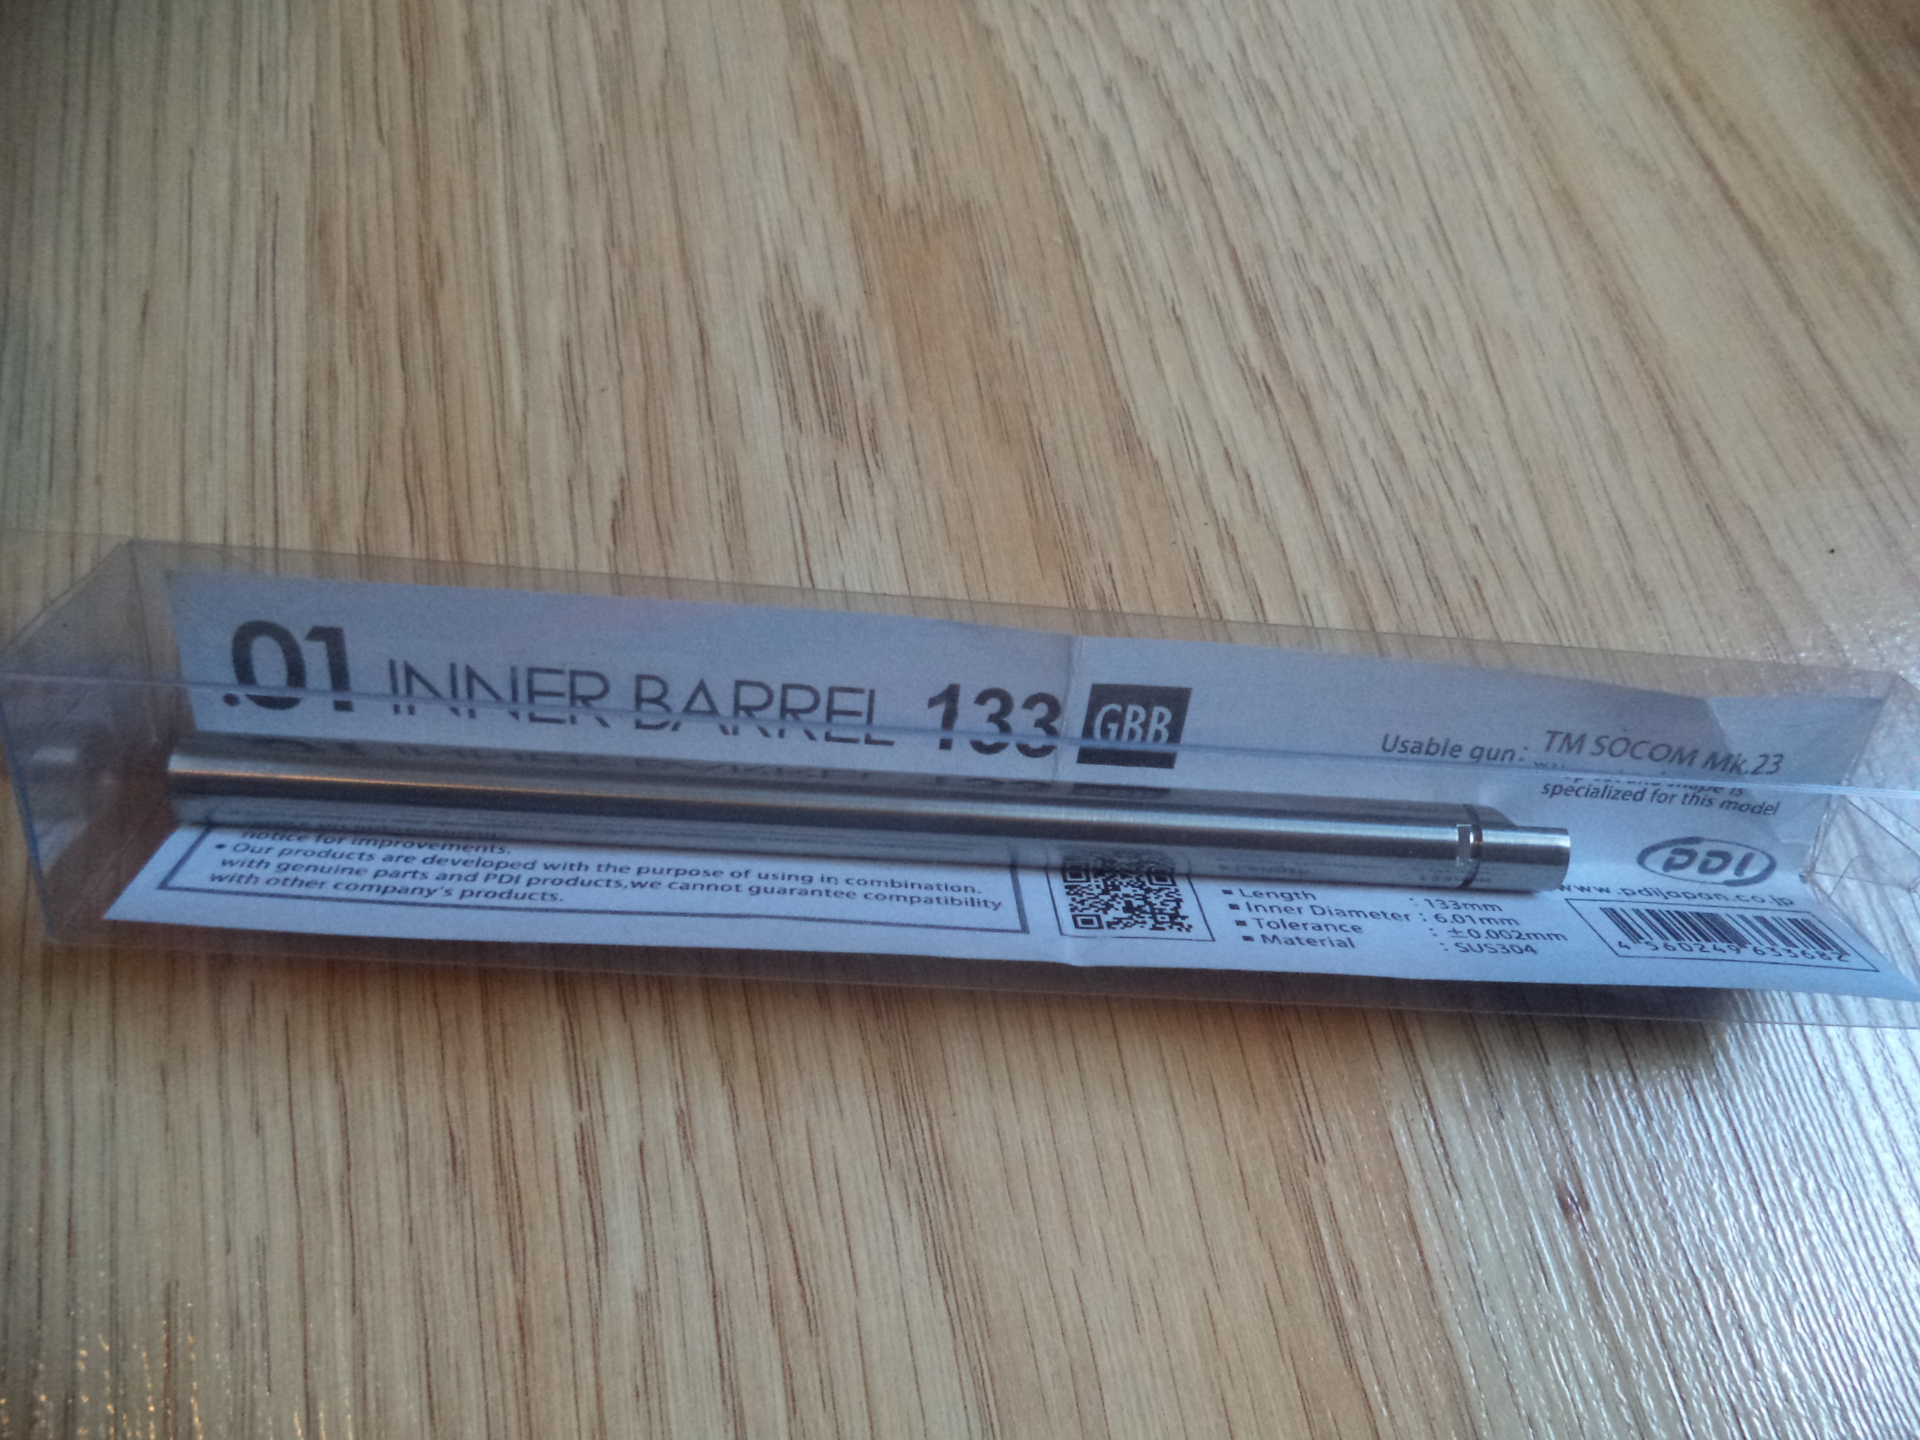 .01 INNER BARREL 133 GBB
Usable gun: TM SOCOM Mk.23
shape is
specialized for this model
PDI
www.pdijapan.co.jp
notice for improvements.
• Our products are developed with the purpose of using in combination.
with genuine parts and PDI products,we cannot guarantee compatibility
with other company's products.
■ Length : 133mm
■ Inner Diameter : 6.01mm
■ Tolerance : ±0.002mm
■ Material : SUS304
4 560249 633682